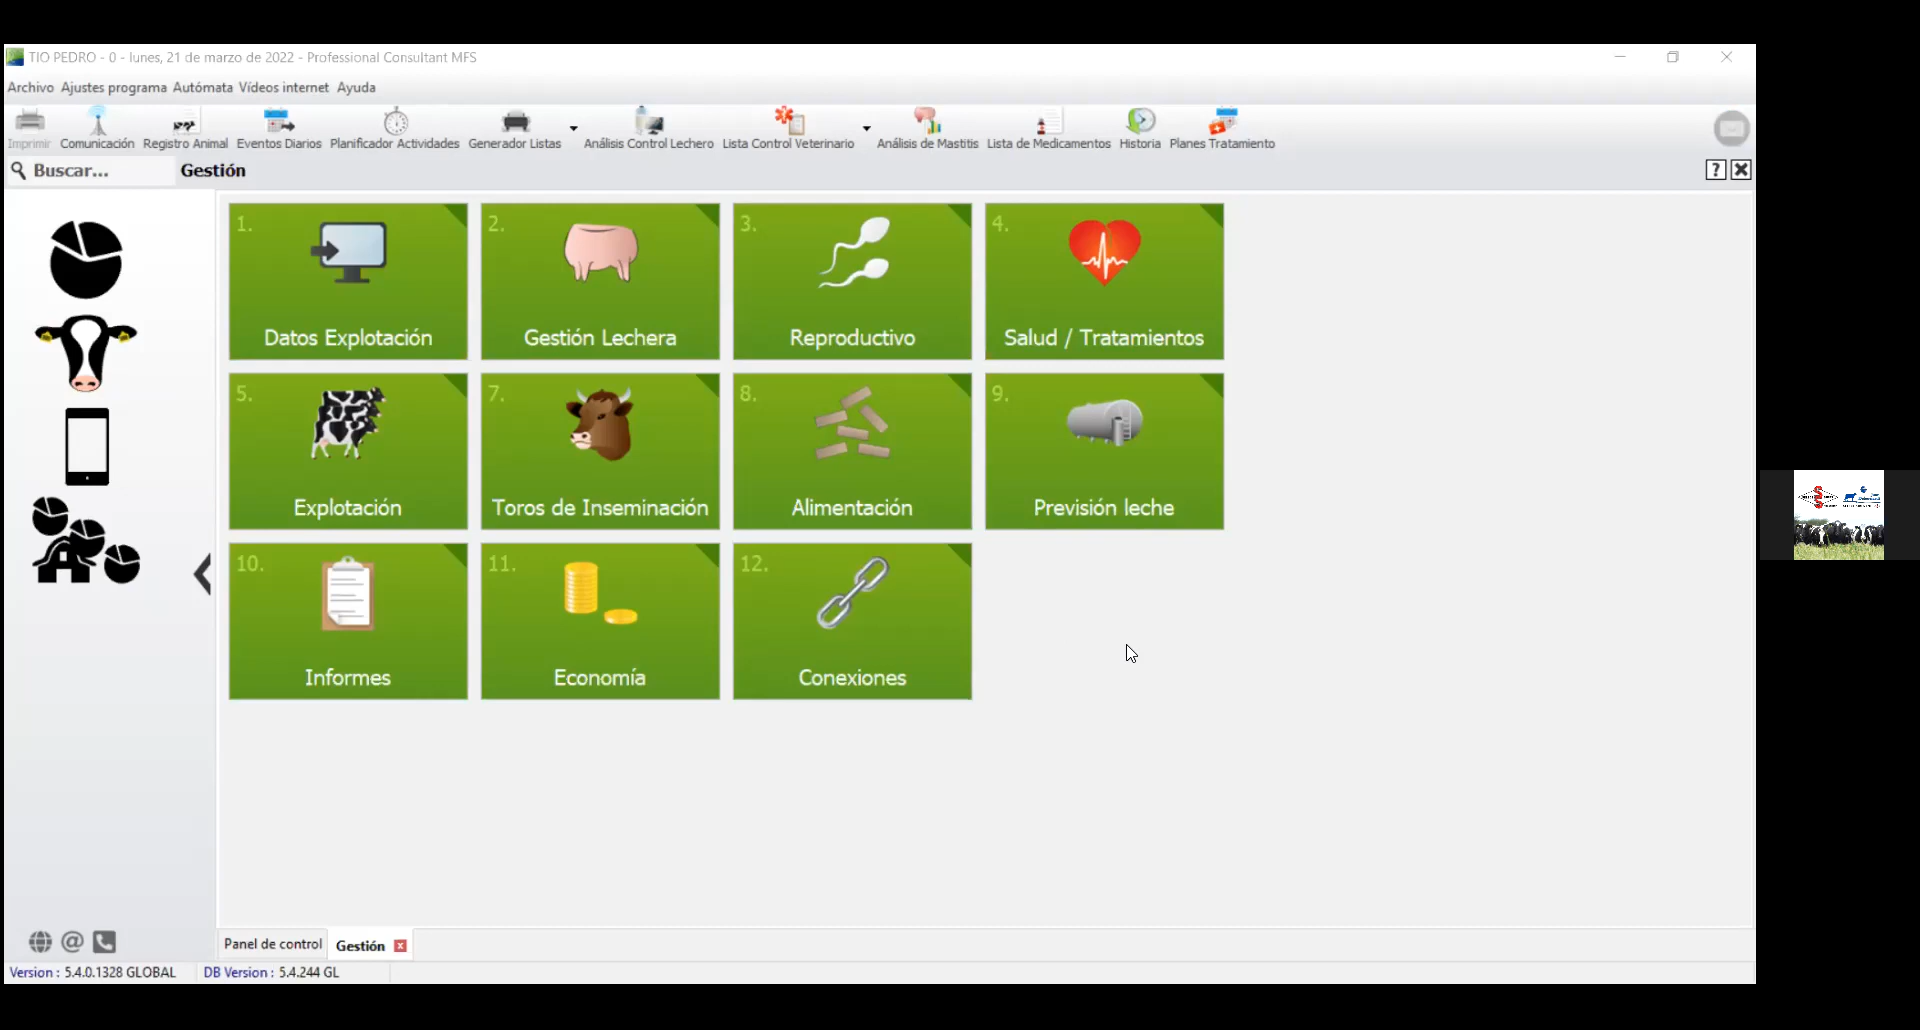 TIO PEDRO - 0 - lunes, 21 de marzo de 2022 - Professional Consultant MFS
Archivo Ajustes programa Autómata Vídeos internet Ayuda
Imprimir Comunicación Registro Animal Eventos Diarios Planificador Actividades Generador Listas Análisis Control Lechero Lista Control Veterinario Análisis de Mastitis Lista de Medicamentos Historia Planes Tratamiento
Buscar... Gestión ?
1. 2. 3. 4.
Datos Explotación Gestión Lechera Reproductivo Salud / Tratamientos
5. 7. 8. 9.
Explotación Toros de Inseminación Alimentación Previsión leche
10. 11. 12.
Informes Economía Conexiones
@ Panel de control Gestión x
Version : 5.4.0.1328 GLOBAL DB Version : 5.4.244 GL